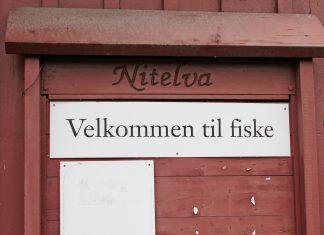 Nitelva
Velkommen til fiske